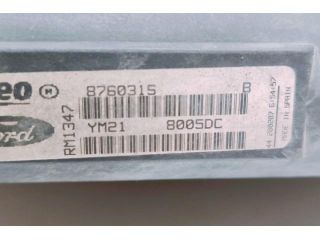 eo M
8760315 B
Ford
RM1347
YM21 8005DC
MADE IN SPAIN